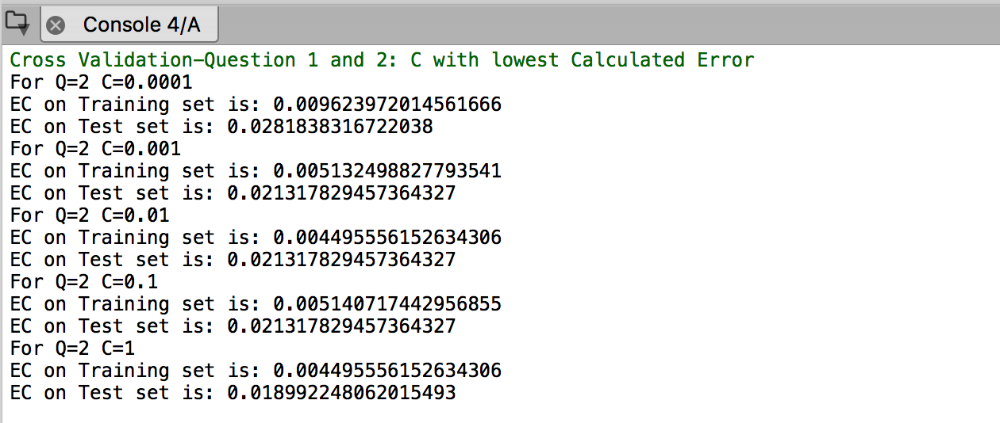 Console 4/A
Cross Validation-Question 1 and 2: C with lowest Calculated Error
For Q=2 C=0.0001
EC on Training set is: 0.009623972014561666
EC on Test set is: 0.0281838316722038
For Q=2 C=0.001
EC on Training set is: 0.005132498827793541
EC on Test set is: 0.021317829457364327
For Q=2 C=0.01
EC on Training set is: 0.004495556152634306
EC on Test set is: 0.021317829457364327
For Q=2 C=0.1
EC on Training set is: 0.005140717442956855
EC on Test set is: 0.021317829457364327
For Q=2 C=1
EC on Training set is: 0.004495556152634306
EC on Test set is: 0.018992248062015493